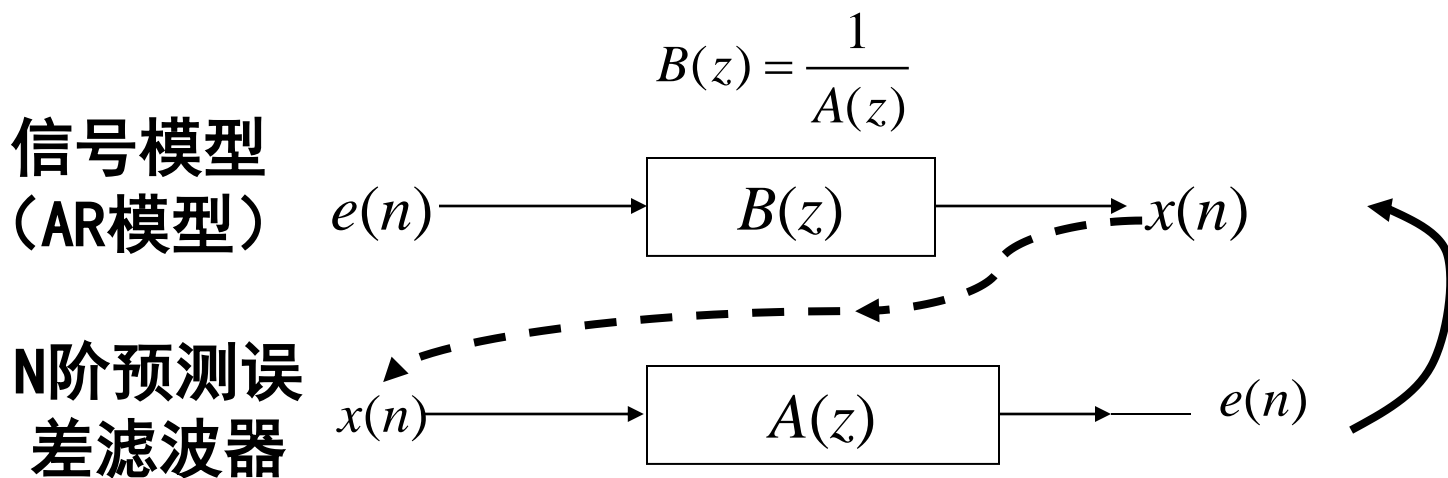 B(z) = 1/A(z)
信号模型
（AR模型）
e(n)
B(z)
x(n)
N阶预测误
差滤波器
x(n)
A(z)
e(n)